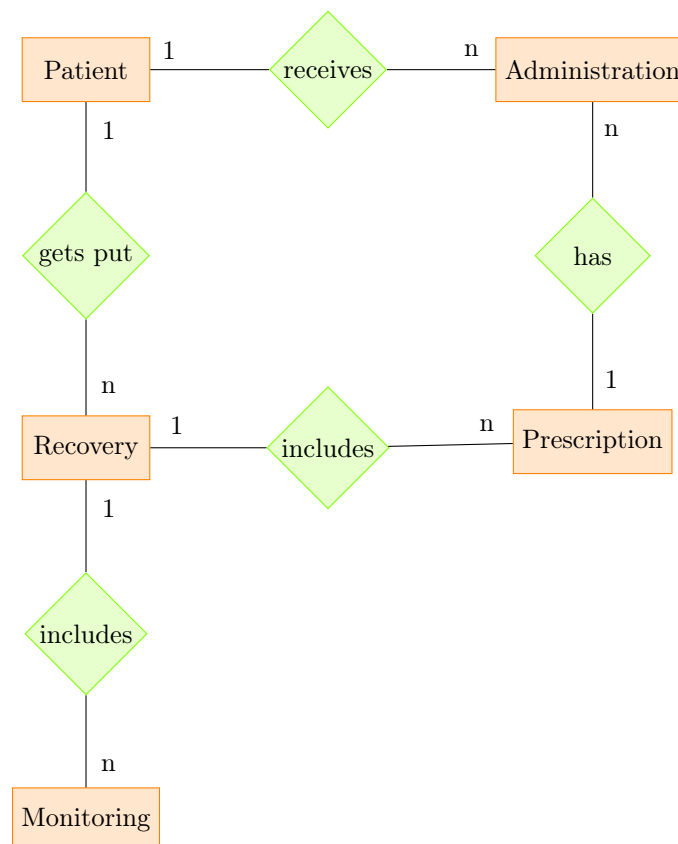 Patient
1
receives
n
Administration
1
n
gets put
has
n
1
Recovery
1
includes
n
Prescription
1
includes
n
Monitoring